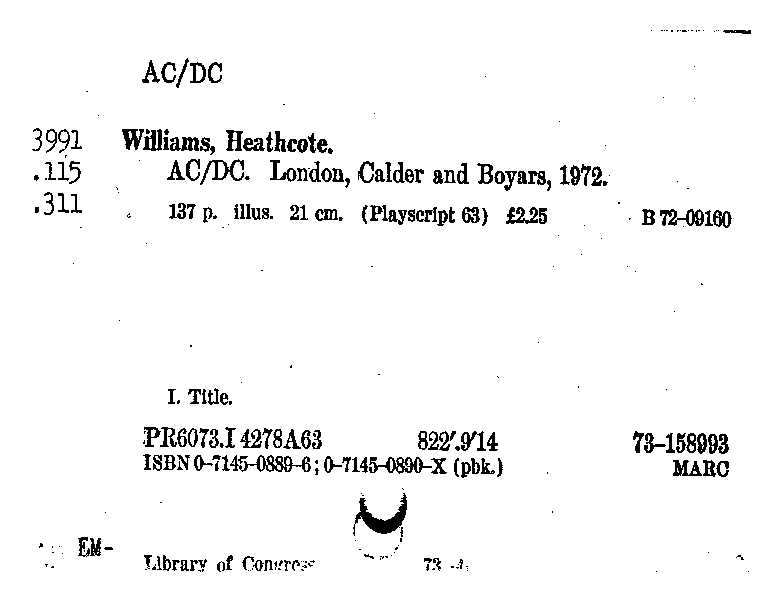 AC/DC
3991 Williams, Heathcote.
.115 AC/DC. London, Calder and Boyars, 1972.
.311 137 p. illus. 21 cm. (Playscript 63) £2.25 B 72-09160
I. Title.
PR6073.I 4278A63 822'.9'14 73-158993
ISBN 0-7145-0889-6; 0-7145-0890-X (pbk.) MARC
EM-
Library of Congress 73